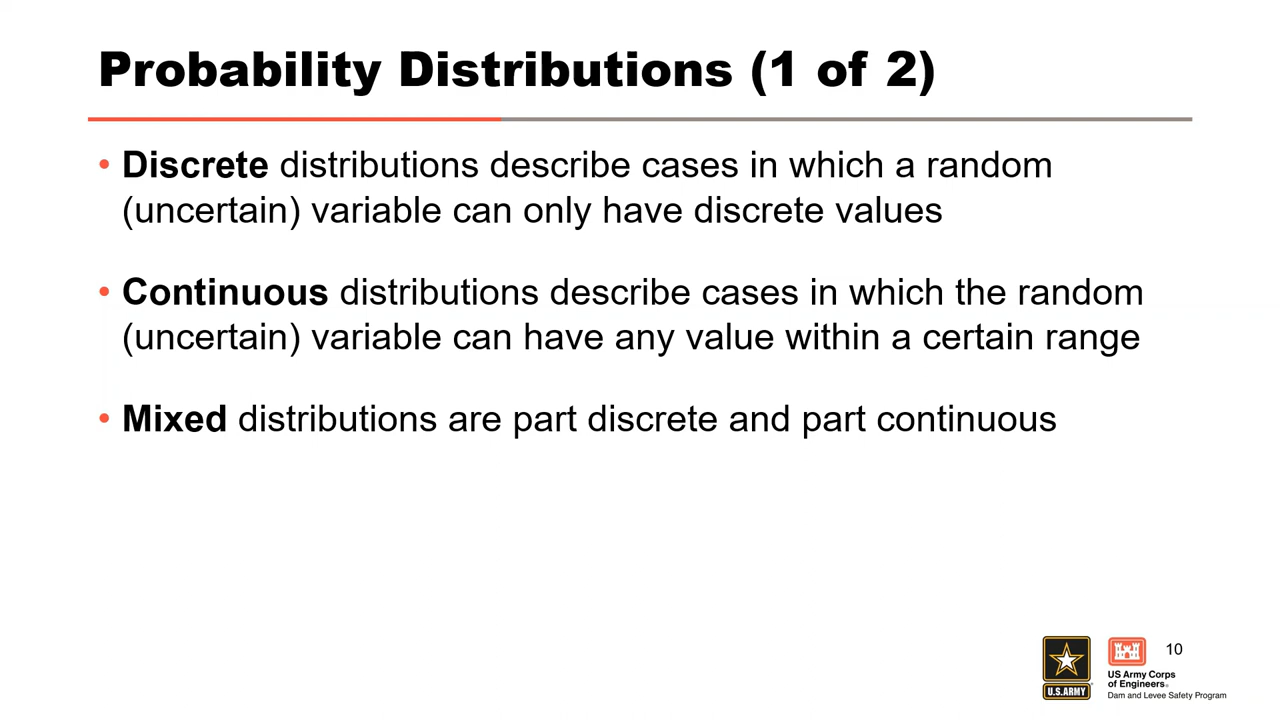 Probability Distributions (1 of 2)
• Discrete distributions describe cases in which a random
(uncertain) variable can only have discrete values
• Continuous distributions describe cases in which the random
(uncertain) variable can have any value within a certain range
• Mixed distributions are part discrete and part continuous
10
U.S.ARMY
US Army Corps
of Engineers®
Dam and Levee Safety Program